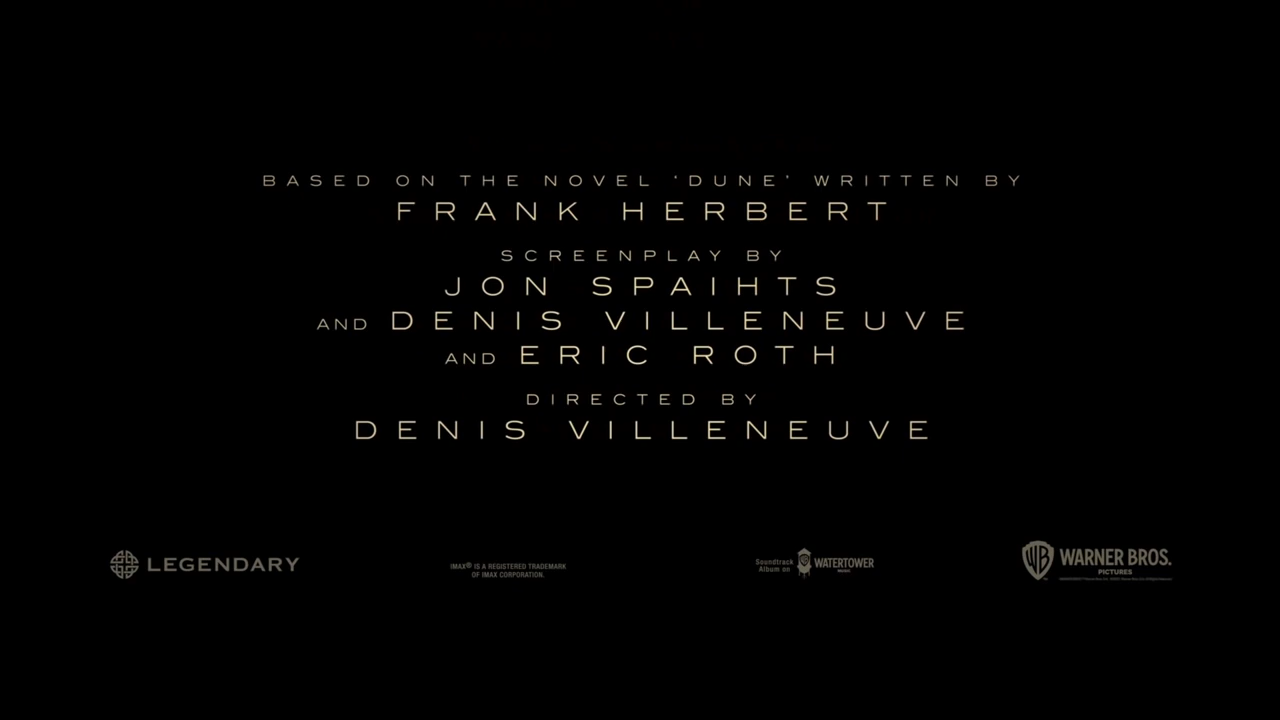 BASED ON THE NOVEL ‘DUNE’ WRITTEN BY
FRANK HERBERT
SCREENPLAY BY
JON SPAIHTS
AND DENIS VILLENEUVE
AND ERIC ROTH
DIRECTED BY
DENIS VILLENEUVE
LEGENDARY
IMAX® IS A REGISTERED TRADEMARK
OF IMAX CORPORATION.
Soundtrack
Album on
WATERTOWER
MUSIC
WB
WARNER BROS.
PICTURES